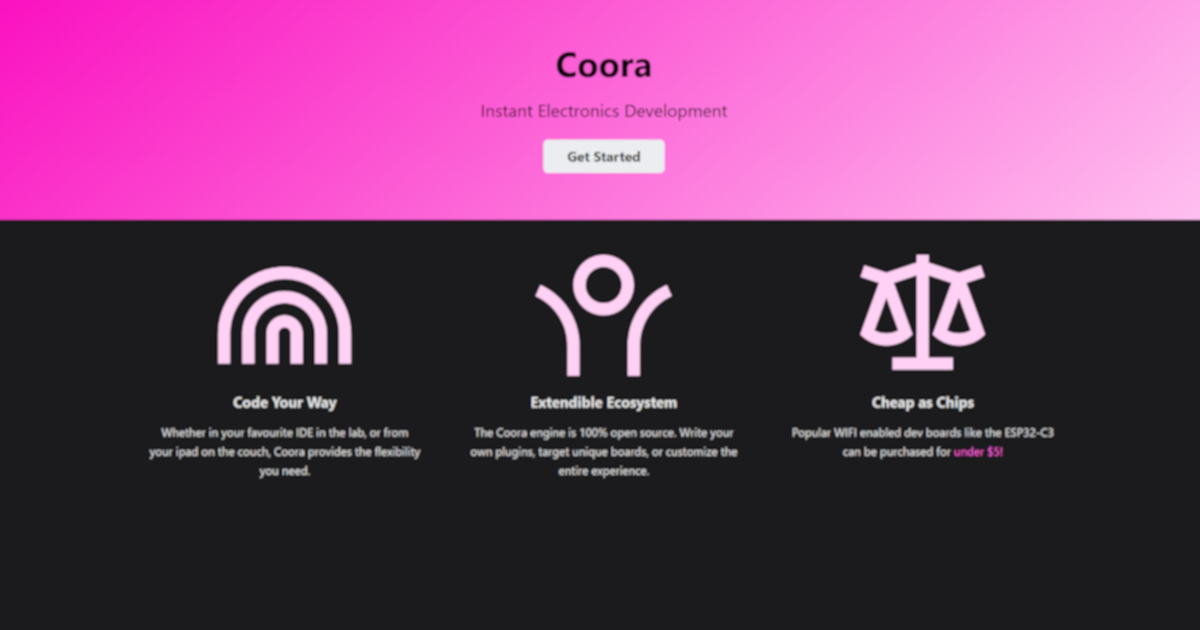 Coora
Instant Electronics Development
Get Started
Code Your Way
Whether in your favourite IDE in the lab, or from
your ipad on the couch, Coora provides the flexibility
you need.
Extendible Ecosystem
The Coora engine is 100% open source. Write your
own plugins, target unique boards, or customize the
entire experience.
Cheap as Chips
Popular WIFI enabled dev boards like the ESP32-C3
can be purchased for under $5!